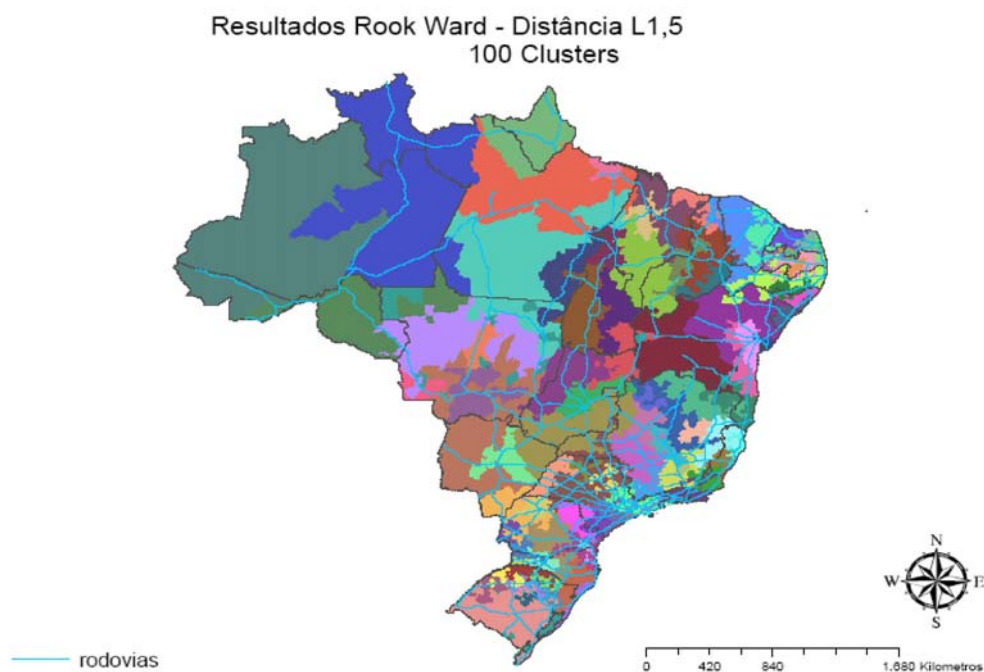 Resultados Rook Ward - Distância L1,5
100 Clusters
N
W
E
S
rodovias
0 420 840 1.680 Kilometros